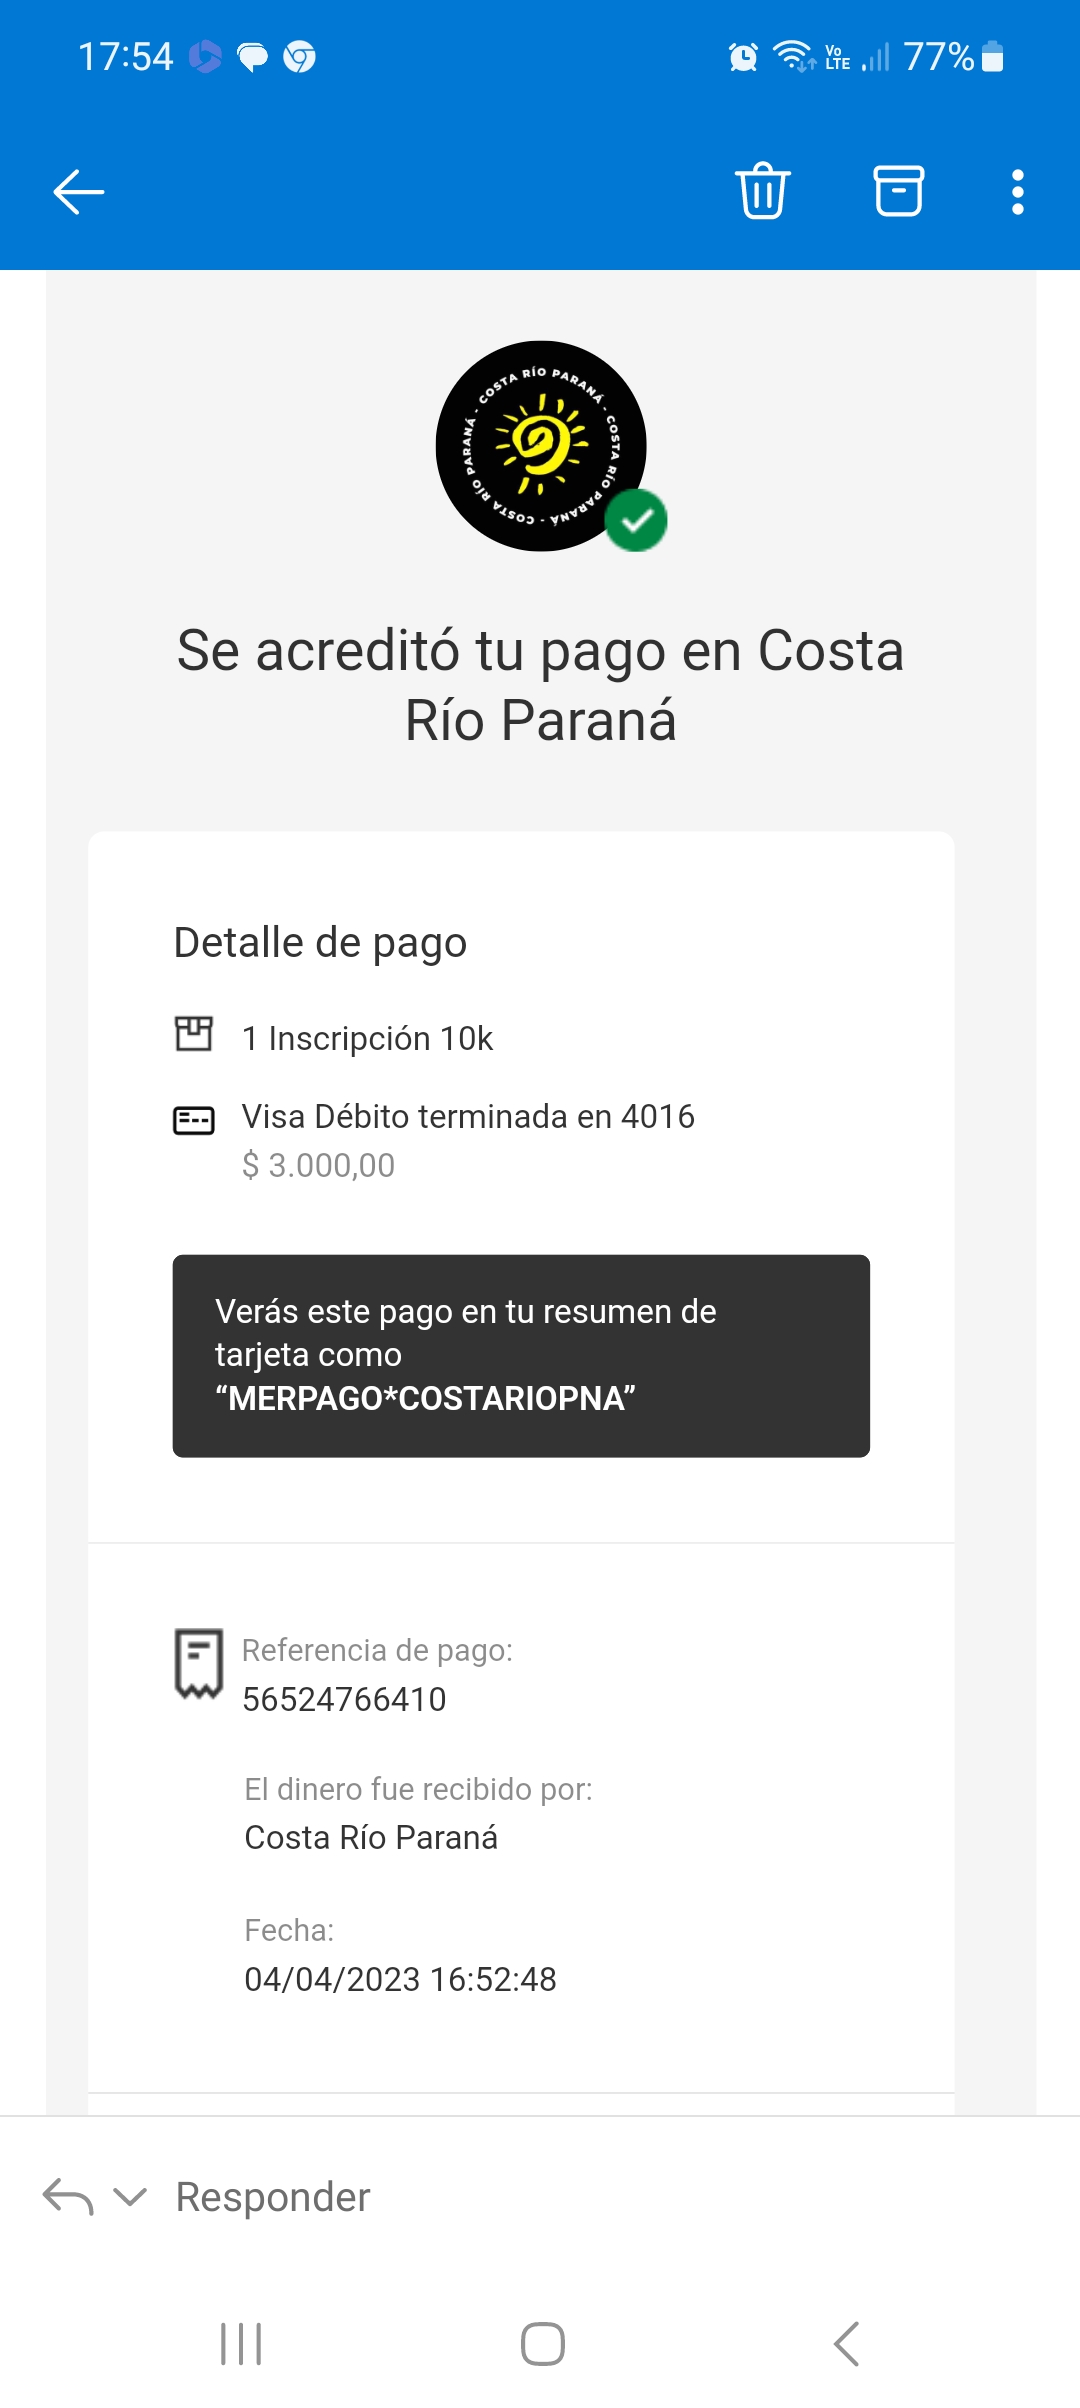 17:54
Vo
LTE
77%
COSTA RÍO PARANÁ - COSTA RÍO PARANÁ - COSTA RÍO PARANÁ -
Se acreditó tu pago en Costa
Río Paraná
Detalle de pago
1 Inscripción 10k
Visa Débito terminada en 4016
$ 3.000,00
Verás este pago en tu resumen de
tarjeta como
“MERPAGO*COSTARIOPNA”
Referencia de pago:
56524766410
El dinero fue recibido por:
Costa Río Paraná
Fecha:
04/04/2023 16:52:48
Responder